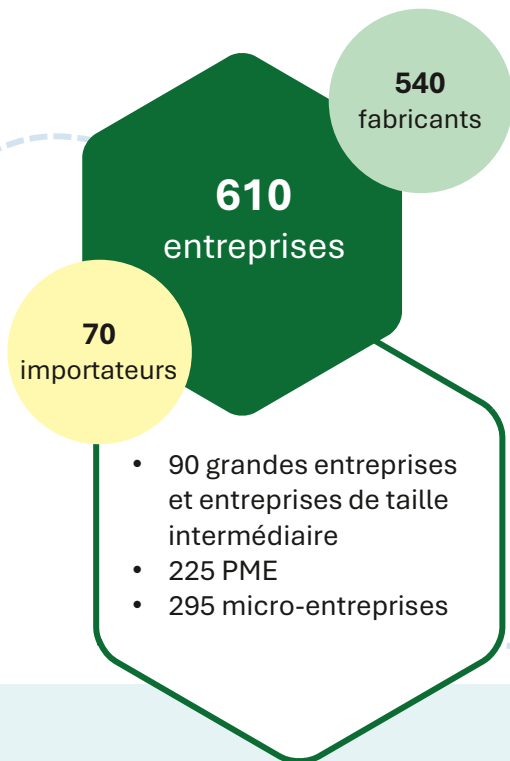 540
fabricants
610
entreprises
70
importateurs
• 90 grandes entreprises
et entreprises de taille
intermédiaire
• 225 PME
• 295 micro-entreprises